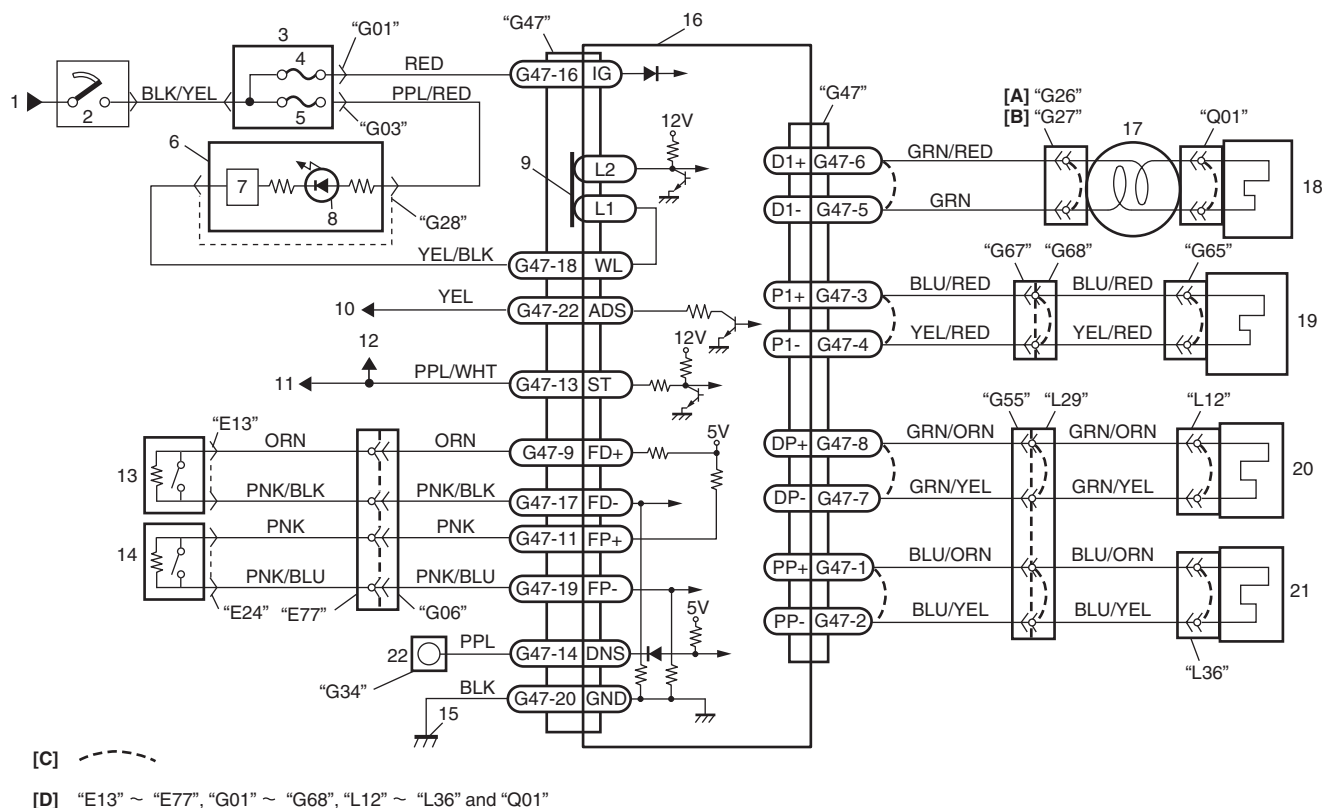 1
2
BLK/YEL
3
4
5
"G01"
RED
"G47"
16
G47-16 IG
PPL/RED
"G03"
6
7
8
"G28"
9
12V
L2
L1
YEL/BLK
G47-18 WL
10
YEL
G47-22 ADS
12V
12
11
PPL/WHT
G47-13 ST
"E13"
13
ORN
ORN
G47-9 FD+
5V
PNK/BLK
PNK/BLK
G47-17 FD-
14
PNK
PNK
G47-11 FP+
PNK/BLU
PNK/BLU
G47-19 FP-
"E24"
"E77"
"G06"
5V
22
PPL
G47-14 DNS
"G34"
BLK
G47-20 GND
15
"G47"
[A] "G26"
[B] "G27"
17
"Q01"
D1+ G47-6
GRN/RED
18
D1- G47-5
GRN
"G67"
"G68"
"G65"
P1+ G47-3
BLU/RED
BLU/RED
19
P1- G47-4
YEL/RED
YEL/RED
"G55"
"L29"
"L12"
DP+ G47-8
GRN/ORN
GRN/ORN
20
DP- G47-7
GRN/YEL
GRN/YEL
PP+ G47-1
BLU/ORN
BLU/ORN
21
PP- G47-2
BLU/YEL
BLU/YEL
"L36"
[C]
[D] "E13" ~ "E77", "G01" ~ "G68", "L12" ~ "L36" and "Q01"